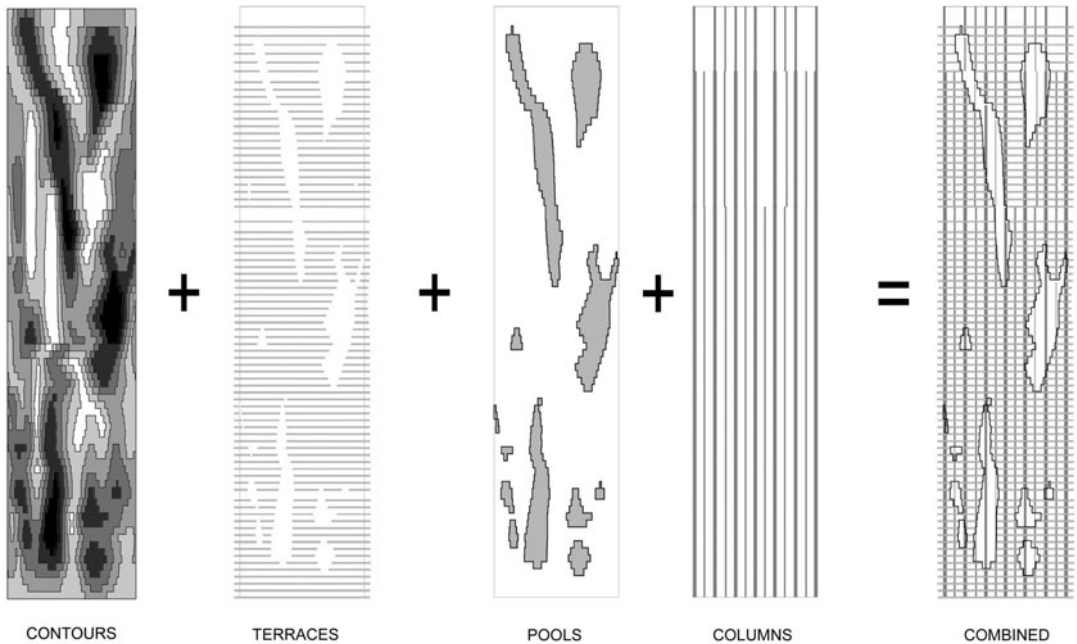 + + + =
CONTOURS TERRACES POOLS COLUMNS COMBINED